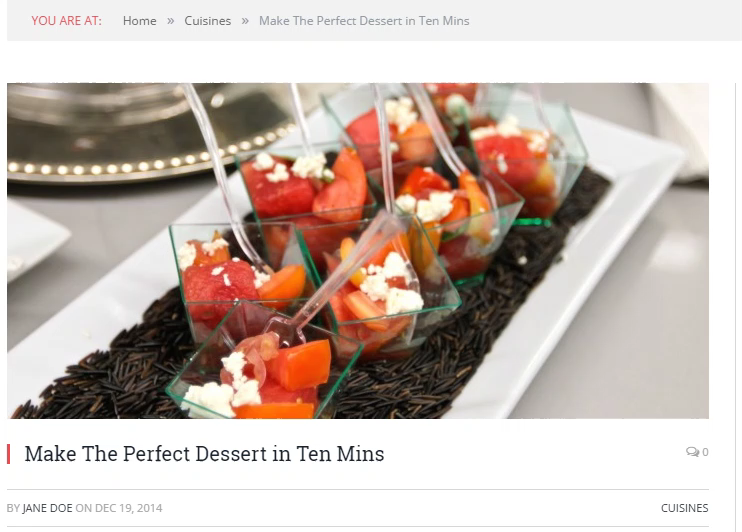 YOU ARE AT: Home » Cuisines » Make The Perfect Dessert in Ten Mins
Make The Perfect Dessert in Ten Mins 0
BY JANE DOE ON DEC 19, 2014 CUISINES